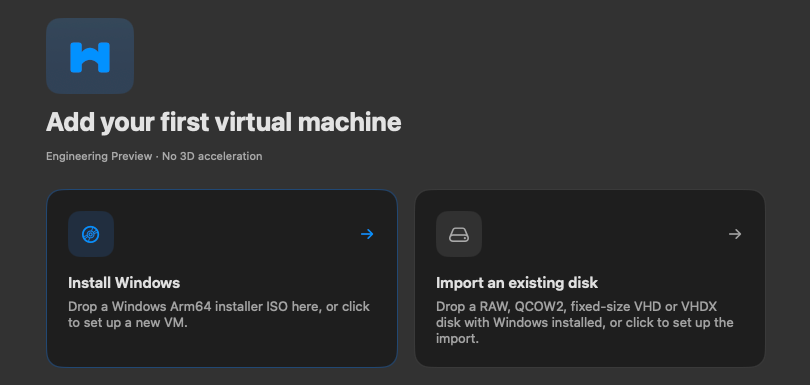 Add your first virtual machine
Engineering Preview · No 3D acceleration
Install Windows
Drop a Windows Arm64 installer ISO here, or click
to set up a new VM.
Import an existing disk
Drop a RAW, QCOW2, fixed-size VHD or VHDX
disk with Windows installed, or click to set up the
import.